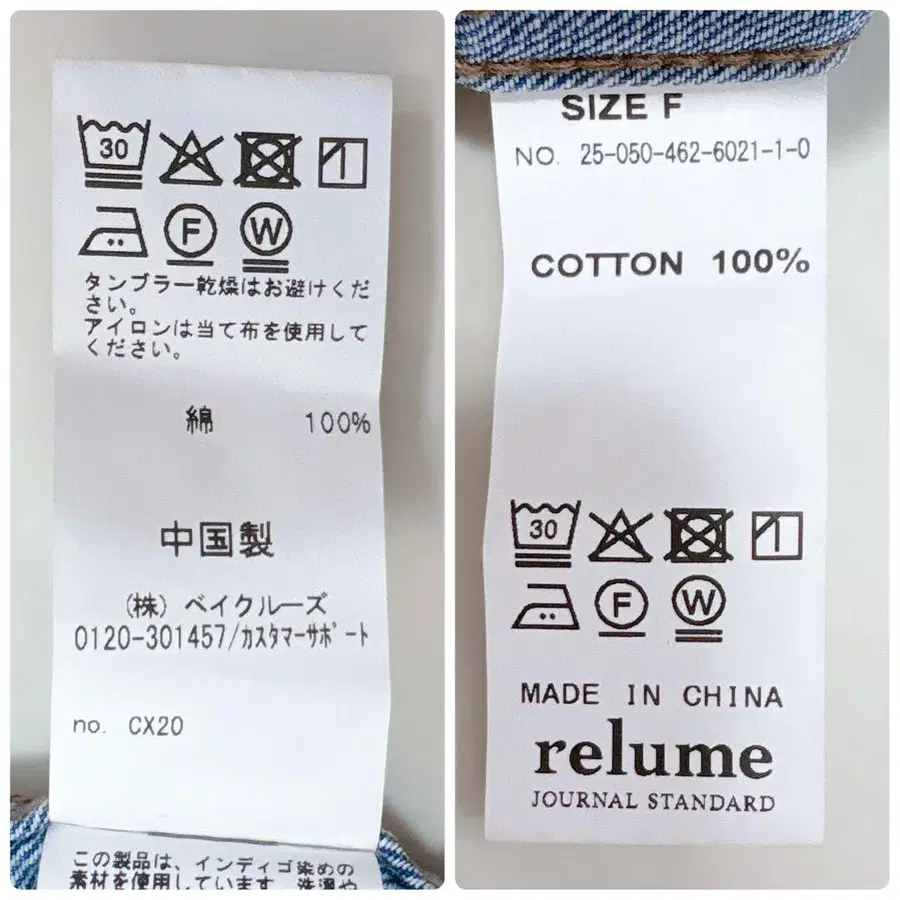 30
F W
タンブラー乾燥はお避けくだ
さい。
アイロンは当て布を使用して
ください。
綿 100%
中国製
(株) ベイクルーズ
0120-301457/カスタマーサポート
no. CX20
この製品は、インディゴ染めの
素材を使用しています。洗濯や
SIZE F
NO. 25-050-462-6021-1-0
COTTON 100%
30
F W
MADE IN CHINA
relume
JOURNAL STANDARD